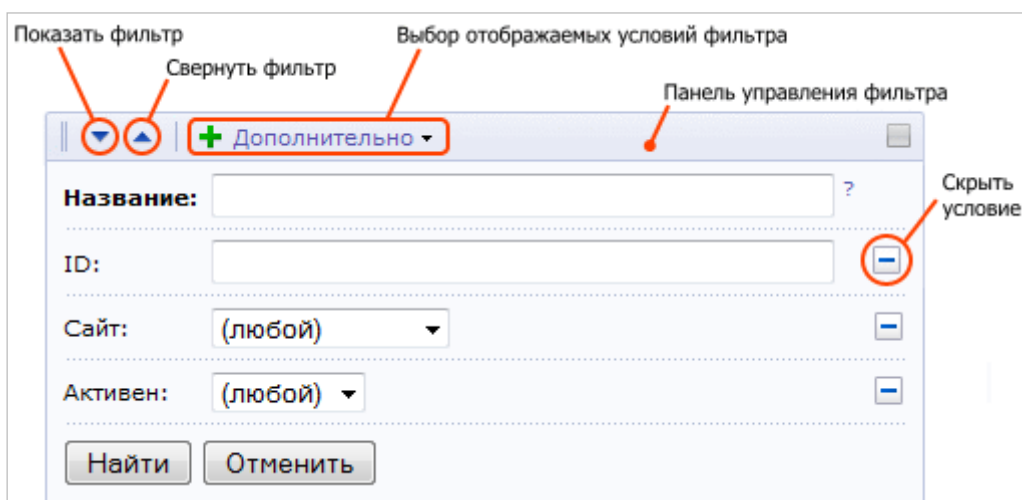 Показать фильтр
Выбор отображаемых условий фильтра
Свернуть фильтр
Панель управления фильтра
Дополнительно
Название:
?
Скрыть
условие
ID:
Сайт: (любой)
Активен: (любой)
Найти Отменить